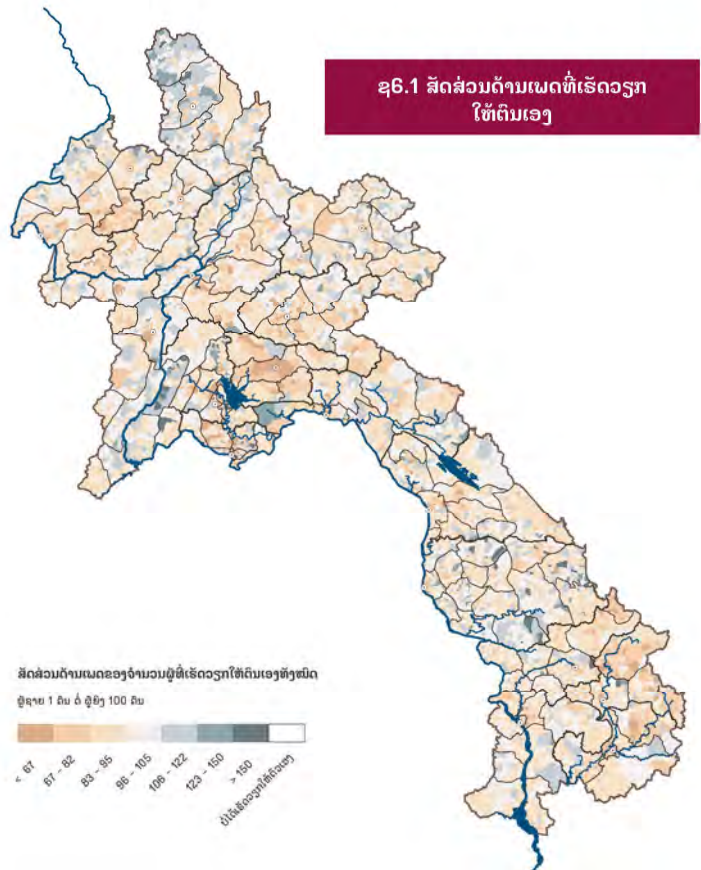 ຊ6.1 ສັດສ່ວນດ້ານເພດທີ່ເຮັດວຽກ
ໃຫ້ຕົນເອງ
ສັດສ່ວນດ້ານເພດຂອງຈຳນວນຜູ້ທີ່ເຮັດວຽກໃຫ້ຕົນເອງທັງໝົດ
ຜູ້ຊາຍ 1 ຄົນ ຕໍ່ ຜູ້ຍິງ 100 ຄົນ
< 67
67 - 82
83 - 95
96 - 105
106 - 122
123 - 150
> 150
ບໍ່ໄດ້ເຮັດວຽກໃຫ້ຕົນເອງ